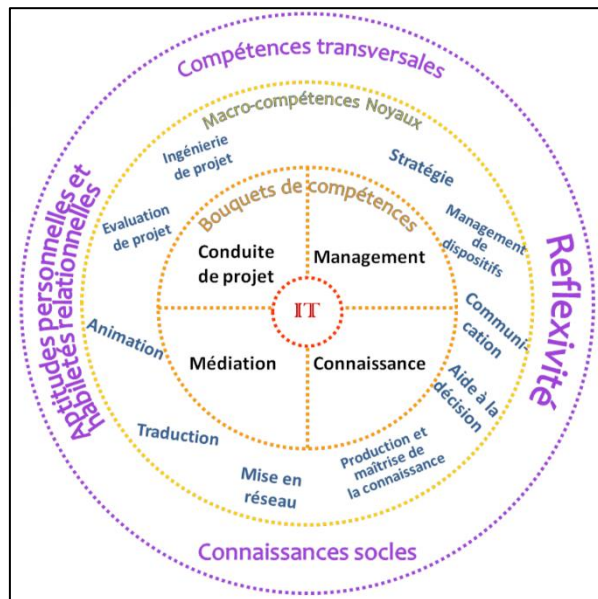 Compétences transversales
Macro-compétences Noyaux
Ingénierie
de projet
Stratégie
Bouquets de compétences
Evaluation
de projet
Management
de
dispositifs
Conduite
de projet
Management
Aptitudes personnelles et
habiletés relationnelles
Reflexivité
IT
Communi-
cation
Animation
Médiation
Connaissance
Aide à la
décision
Traduction
Production et
maîtrise de
la connaissance
Mise en
réseau
Connaissances socles